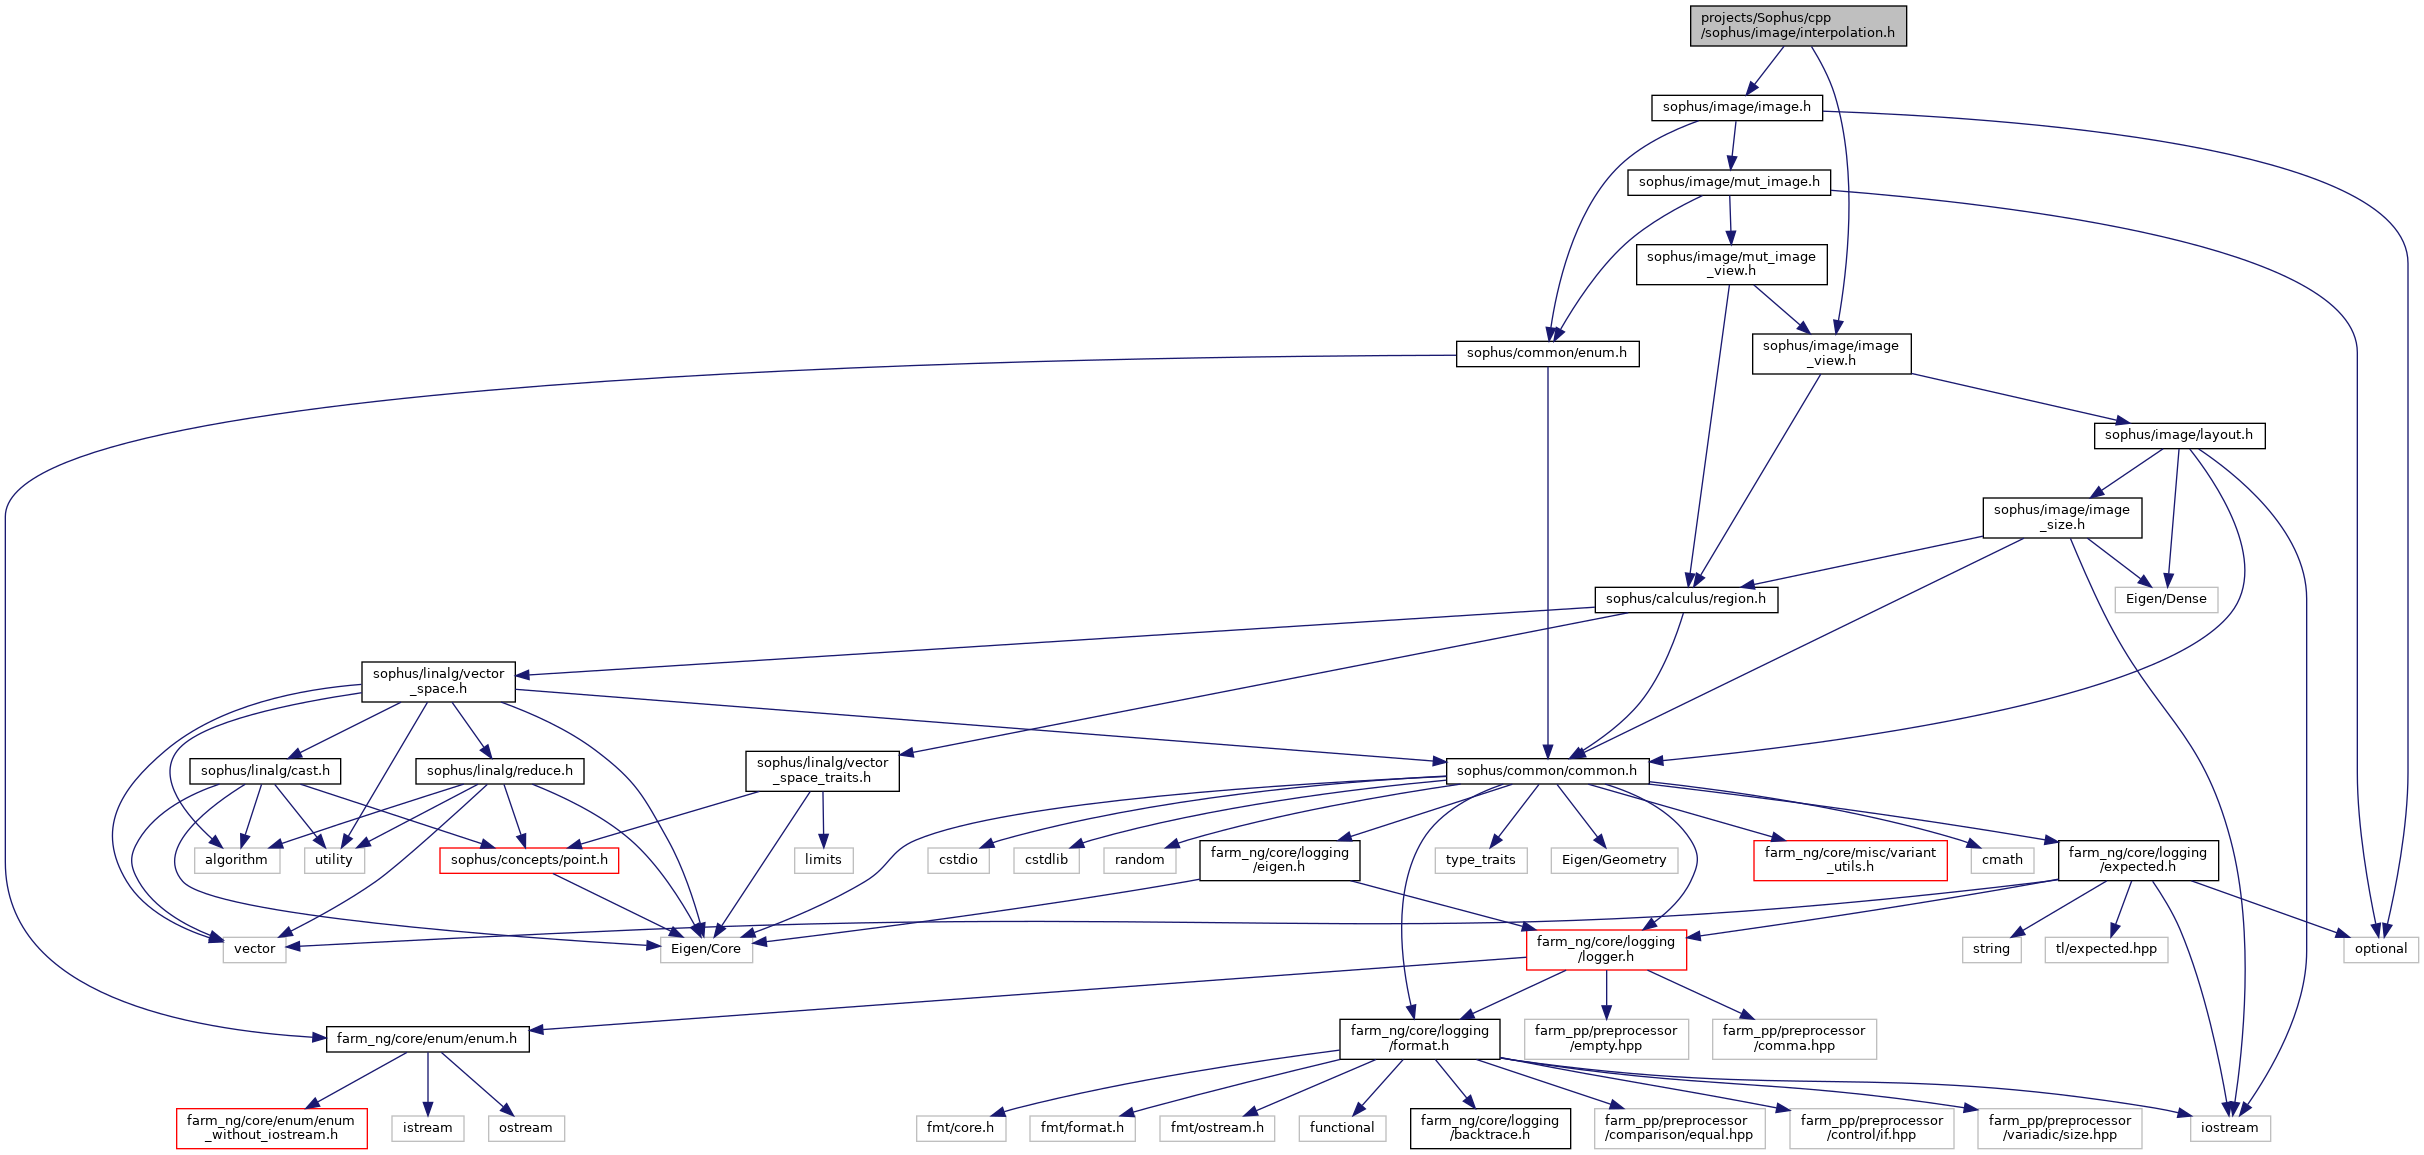 projects/Sophus/cpp
/sophus/image/interpolation.h
sophus/image/image.h
sophus/image/mut_image.h
sophus/image/mut_image
_view.h
sophus/common/enum.h
sophus/image/image
_view.h
sophus/image/layout.h
sophus/image/image
_size.h
sophus/calculus/region.h
Eigen/Dense
sophus/linalg/vector
_space.h
sophus/linalg/cast.h
sophus/linalg/reduce.h
sophus/linalg/vector
_space_traits.h
sophus/common/common.h
algorithm
utility
sophus/concepts/point.h
limits
cstdio
cstdlib
random
farm_ng/core/logging
/eigen.h
type_traits
Eigen/Geometry
farm_ng/core/misc/variant
_utils.h
cmath
farm_ng/core/logging
/expected.h
vector
Eigen/Core
farm_ng/core/logging
/logger.h
string
tl/expected.hpp
optional
farm_ng/core/enum/enum.h
farm_ng/core/logging
/format.h
farm_pp/preprocessor
/empty.hpp
farm_pp/preprocessor
/comma.hpp
farm_ng/core/enum/enum
_without_iostream.h
istream
ostream
fmt/core.h
fmt/format.h
fmt/ostream.h
functional
farm_ng/core/logging
/backtrace.h
farm_pp/preprocessor
/comparison/equal.hpp
farm_pp/preprocessor
/control/if.hpp
farm_pp/preprocessor
/variadic/size.hpp
iostream